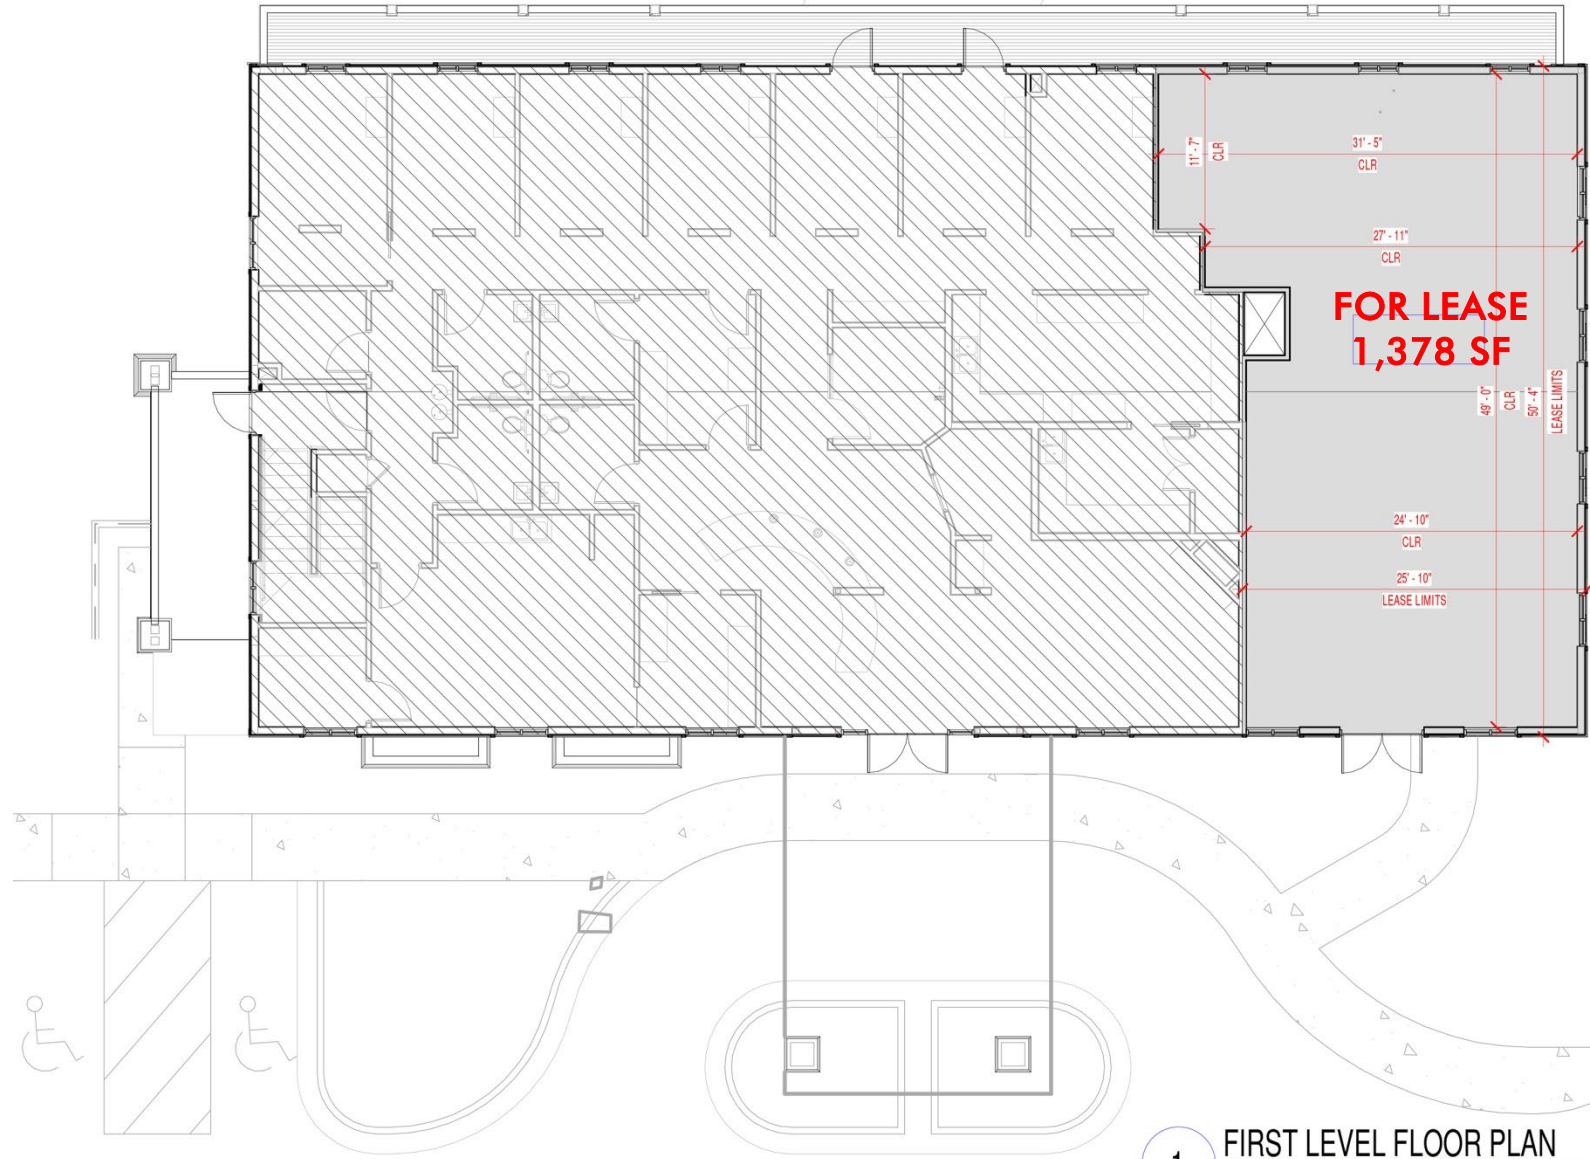 11' - 7"
CLR
31' - 5"
CLR
27' - 11"
CLR
FOR LEASE
1,378 SF
49' - 0"
CLR
50' - 4"
LEASE LIMITS
24' - 10"
CLR
25' - 10"
LEASE LIMITS
1
FIRST LEVEL FLOOR PLAN